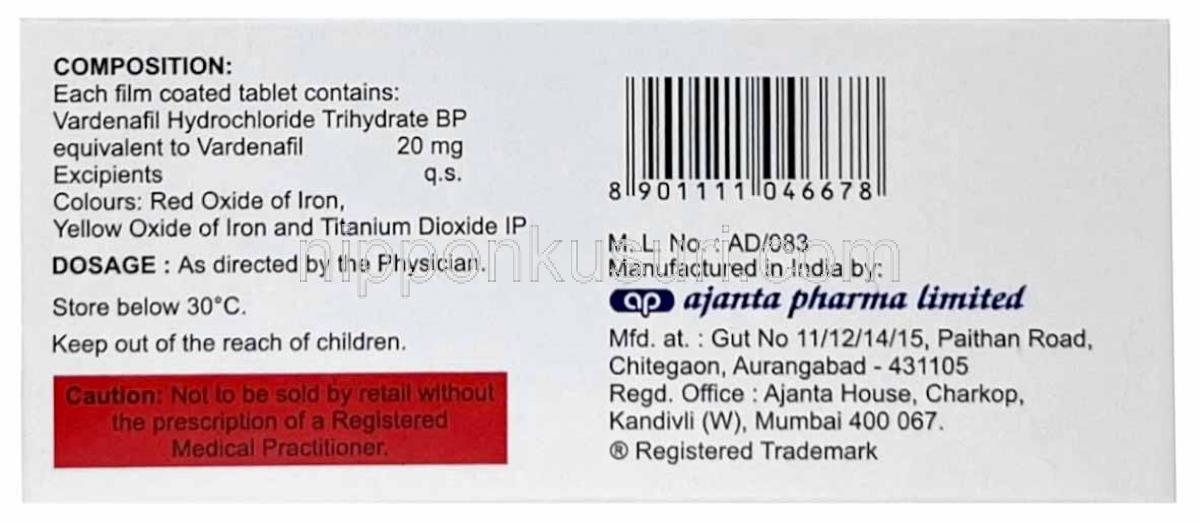 COMPOSITION:
Each film coated tablet contains:
Vardenafil Hydrochloride Trihydrate BP
equivalent to Vardenafil 20 mg
Excipients q.s.
Colours: Red Oxide of Iron,
Yellow Oxide of Iron and Titanium Dioxide IP
DOSAGE : As directed by the Physician.
Store below 30°C.
Keep out of the reach of children.
Caution: Not to be sold by retail without
the prescription of a Registered
Medical Practitioner.
8 901111 046678
M. L. No. : AD/083
Manufactured in India by:
ap ajanta pharma limited
Mfd. at. : Gut No 11/12/14/15, Paithan Road,
Chitegaon, Aurangabad - 431105
Regd. Office : Ajanta House, Charkop,
Kandivli (W), Mumbai 400 067.
® Registered Trademark
nipponkusuri.com